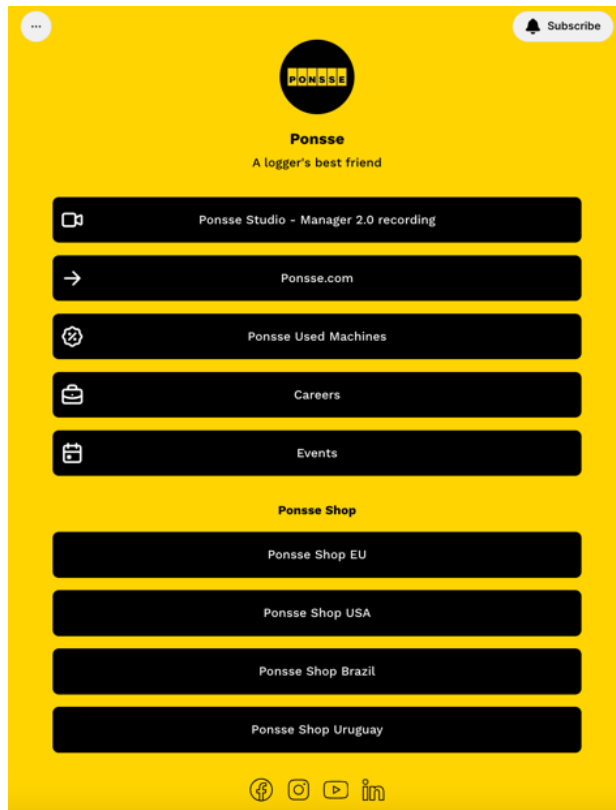 Subscribe
PONSSE
Ponsse
A logger's best friend
Ponsse Studio - Manager 2.0 recording
Ponsse.com
Ponsse Used Machines
Careers
Events
Ponsse Shop
Ponsse Shop EU
Ponsse Shop USA
Ponsse Shop Brazil
Ponsse Shop Uruguay
in